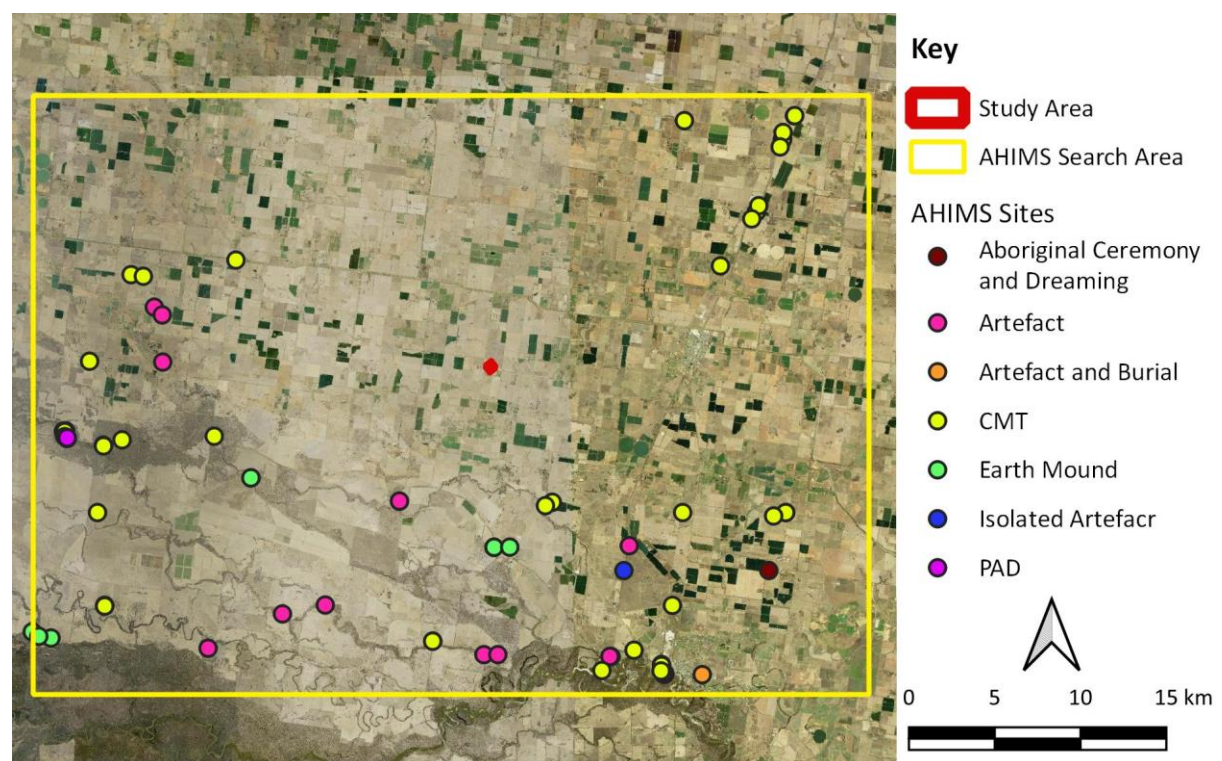 Key
Study Area
AHIMS Search Area
AHIMS Sites
Aboriginal Ceremony
and Dreaming
Artefact
Artefact and Burial
CMT
Earth Mound
Isolated Artefacr
PAD
0 5 10 15 km